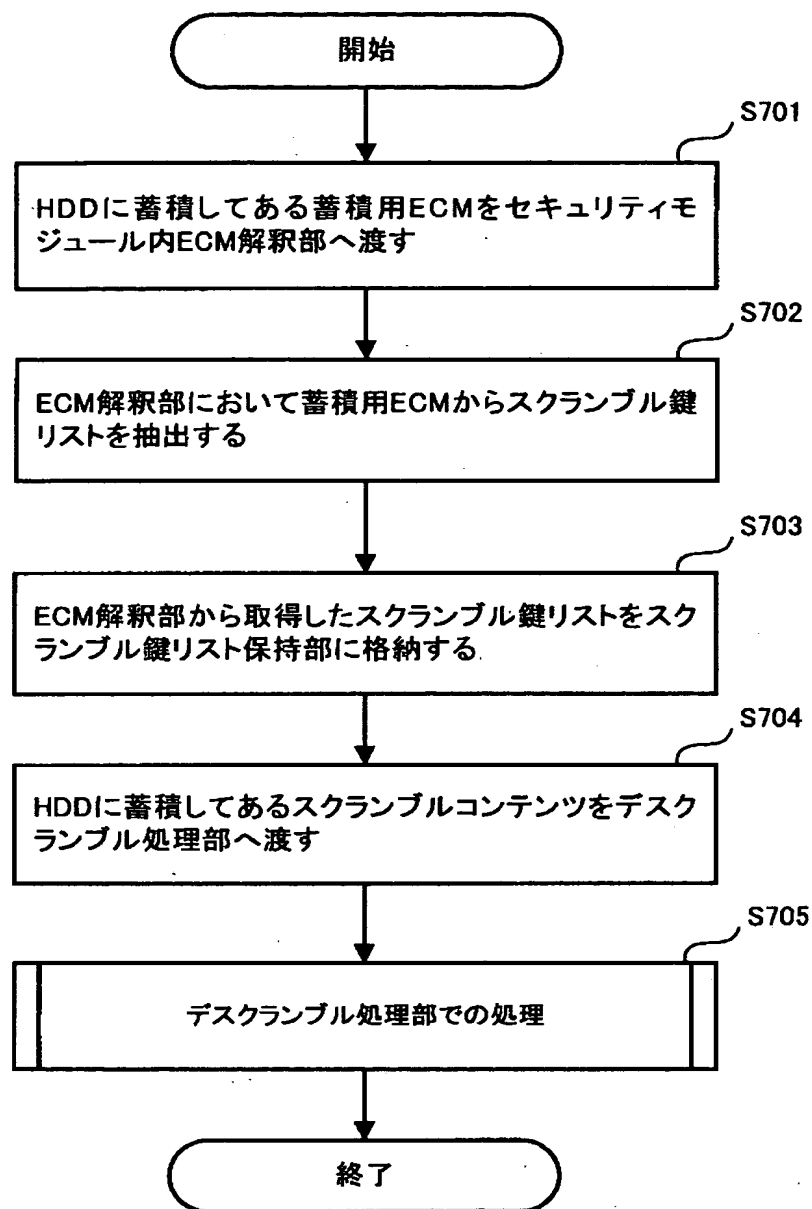 開始
S701
HDDに蓄積してある蓄積用ECMをセキュリティモ
ジュール内ECM解釈部へ渡す
S702
ECM解釈部において蓄積用ECMからスクランブル鍵
リストを抽出する
S703
ECM解釈部から取得したスクランブル鍵リストをスク
ランブル鍵リスト保持部に格納する
S704
HDDに蓄積してあるスクランブルコンテンツをデスク
ランブル処理部へ渡す
S705
デスクランブル処理部での処理
終了